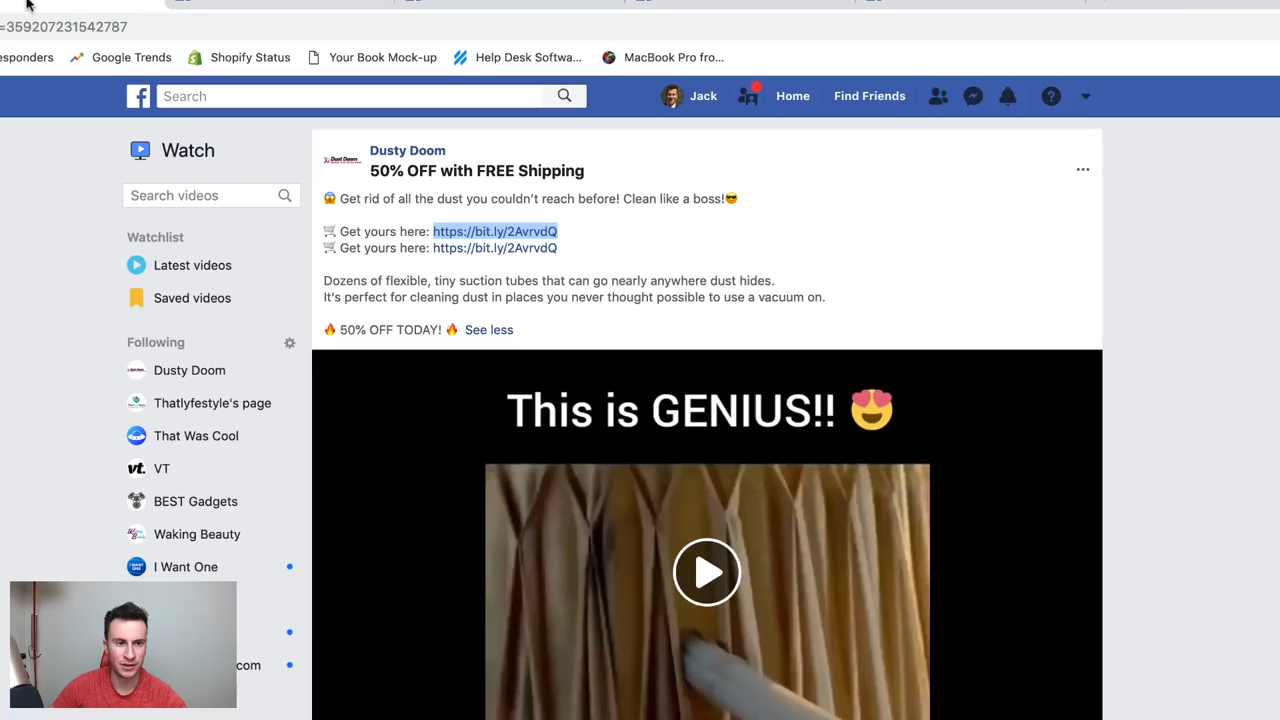 =359207231542787
esponders
Google Trends
Shopify Status
Your Book Mock-up
Help Desk Softwa...
MacBook Pro fro...
Search
Jack
Home
Find Friends
Watch
Search videos
Watchlist
Latest videos
Saved videos
Following
Dusty Doom
Thatlyfestyle's page
That Was Cool
vt. VT
BEST Gadgets
Waking Beauty
I Want One
com
Dust Doom
Dusty Doom
50% OFF with FREE Shipping
😱 Get rid of all the dust you couldn't reach before! Clean like a boss!😎
🛒 Get yours here: https://bit.ly/2AvrvdQ
🛒 Get yours here: https://bit.ly/2AvrvdQ
Dozens of flexible, tiny suction tubes that can go nearly anywhere dust hides.
It's perfect for cleaning dust in places you never thought possible to use a vacuum on.
🔥 50% OFF TODAY! 🔥 See less
This is GENIUS!! 😍